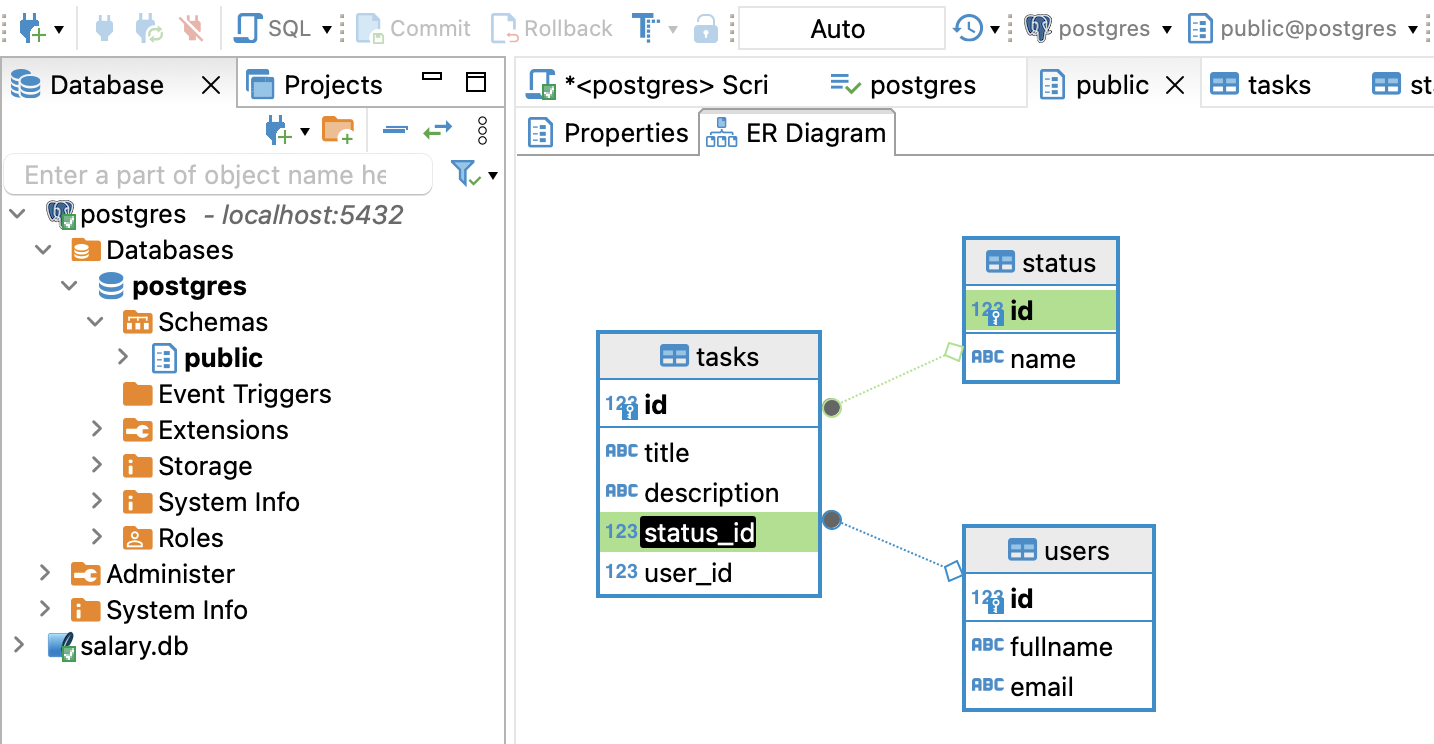 SQL Commit Rollback T Auto postgres public@postgres
Database Projects
*<postgres> Scri postgres public tasks sta
Properties ER Diagram
Enter a part of object name he
postgres - localhost:5432
Databases
postgres
Schemas
public
Event Triggers
Extensions
Storage
System Info
Roles
Administer
System Info
salary.db
tasks
123 id
ABC title
ABC description
123 status_id
123 user_id
status
123 id
ABC name
users
123 id
ABC fullname
ABC email